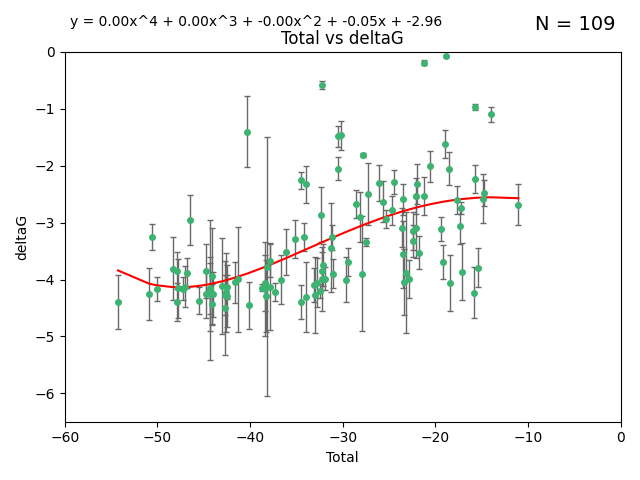 y = 0.00x^4 + 0.00x^3 + -0.00x^2 + -0.05x + -2.96
N = 109
Total vs deltaG
0
−1
−2
−3
−4
−5
−6
deltaG
−60 −50 −40 −30 −20 −10 0
Total